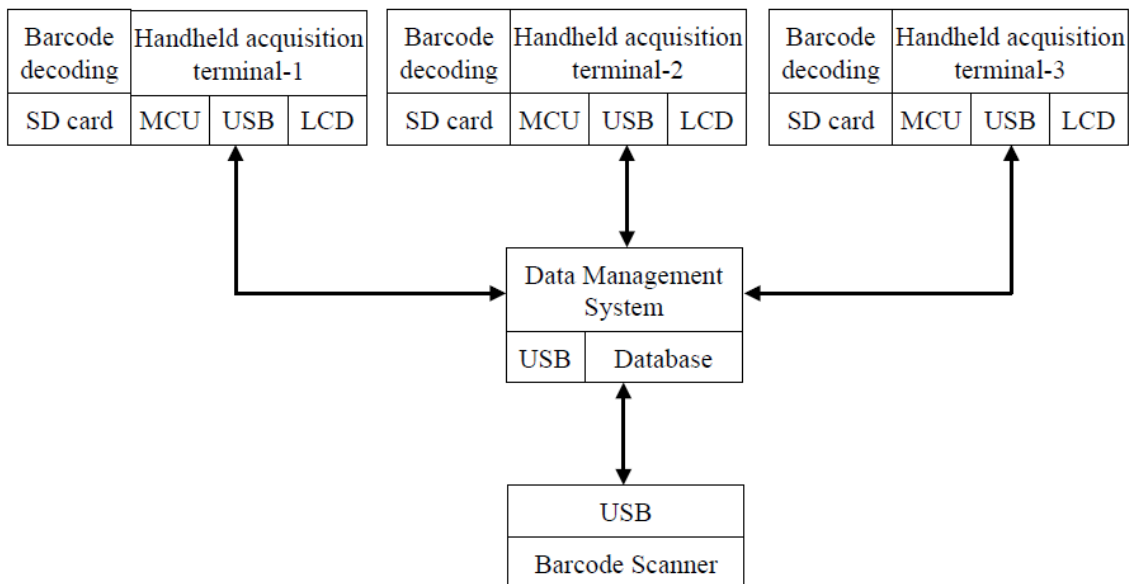 Barcode
decoding
Handheld acquisition
terminal-1
SD card
MCU
USB
LCD
Barcode
decoding
Handheld acquisition
terminal-2
SD card
MCU
USB
LCD
Barcode
decoding
Handheld acquisition
terminal-3
SD card
MCU
USB
LCD
Data Management
System
USB
Database
USB
Barcode Scanner